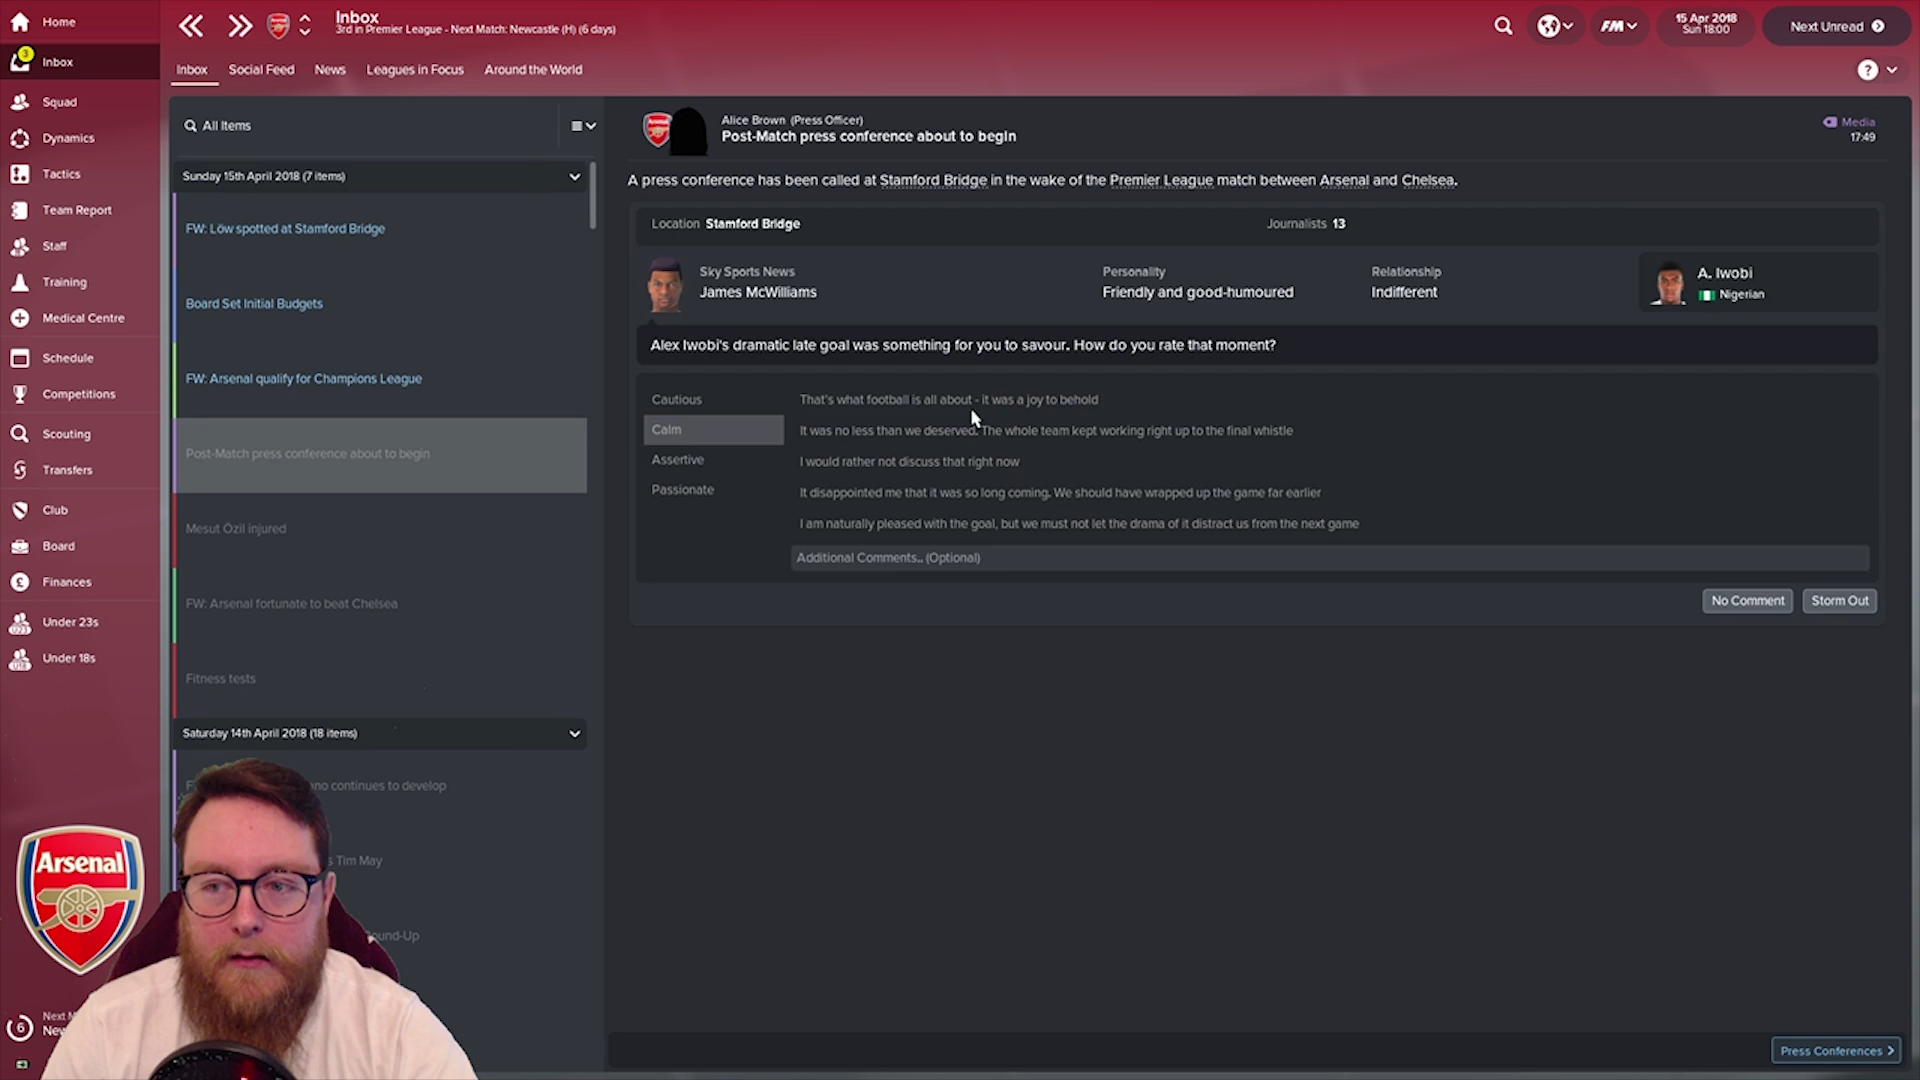 Home
Inbox
3
Squad
Dynamics
Tactics
Team Report
Staff
Training
Medical Centre
Schedule
Competitions
Scouting
Transfers
Club
Board
Finances
Under 23s
Under 18s
Arsenal
Next
6
Inbox
3rd in Premier League - Next Match: Newcastle (H) (6 days)
FM
15 Apr 2018
Sun 18:00
Next Unread
Inbox
Social Feed
News
Leagues in Focus
Around the World
?
All Items
Sunday 15th April 2018 (7 items)
FW: Löw spotted at Stamford Bridge
Board Set Initial Budgets
FW: Arsenal qualify for Champions League
Post-Match press conference about to begin
Mesut Özil injured
FW: Arsenal fortunate to beat Chelsea
Fitness tests
Saturday 14th April 2018 (18 items)
continues to develop
Tim May
Alice Brown (Press Officer)
Post-Match press conference about to begin
Media
17:49
A press conference has been called at Stamford Bridge in the wake of the Premier League match between Arsenal and Chelsea.
Location Stamford Bridge
Journalists 13
Sky Sports News
James McWilliams
Personality
Friendly and good-humoured
Relationship
Indifferent
A. Iwobi
Nigerian
Alex Iwobi's dramatic late goal was something for you to savour. How do you rate that moment?
Cautious
Calm
Assertive
Passionate
That's what football is all about - it was a joy to behold
It was no less than we deserved. The whole team kept working right up to the final whistle
I would rather not discuss that right now
It disappointed me that it was so long coming. We should have wrapped up the game far earlier
I am naturally pleased with the goal, but we must not let the drama of it distract us from the next game
Additional Comments.. (Optional)
No Comment
Storm Out
Press Conferences